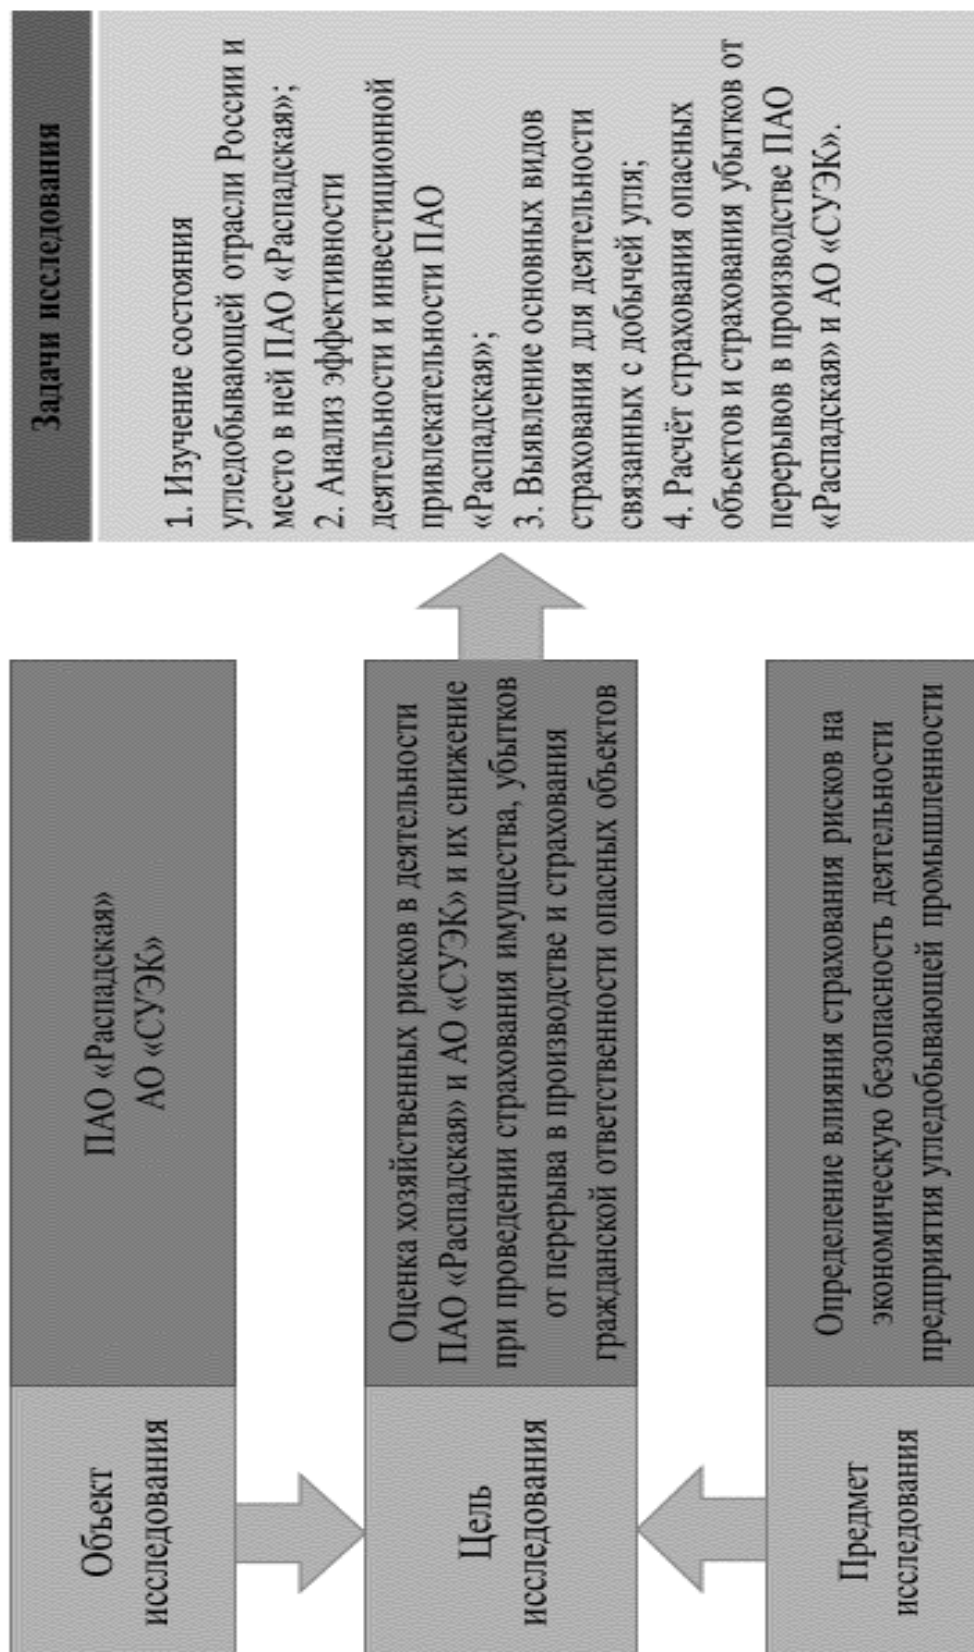 Объект
исследования
ПАО «Распадская»
АО «СУЭК»
Цель
исследования
Оценка хозяйственных рисков в деятельности
ПАО «Распадская» и АО «СУЭК» и их снижение
при проведении страхования имущества, убытков
от перерыва в производстве и страхования
гражданской ответственности опасных объектов
Предмет
исследования
Определение влияния страхования рисков на
экономическую безопасность деятельности
предприятия угледобывающей промышленности
Задачи исследования
1. Изучение состояния
угледобывающей отрасли России и
место в ней ПАО «Распадская»;
2. Анализ эффективности
деятельности и инвестиционной
привлекательности ПАО
«Распадская»;
3. Выявление основных видов
страхования для деятельности
связанных с добычей угля;
4. Расчёт страхования опасных
объектов и страхования убытков от
перерывов в производстве ПАО
«Распадская» и АО «СУЭК».